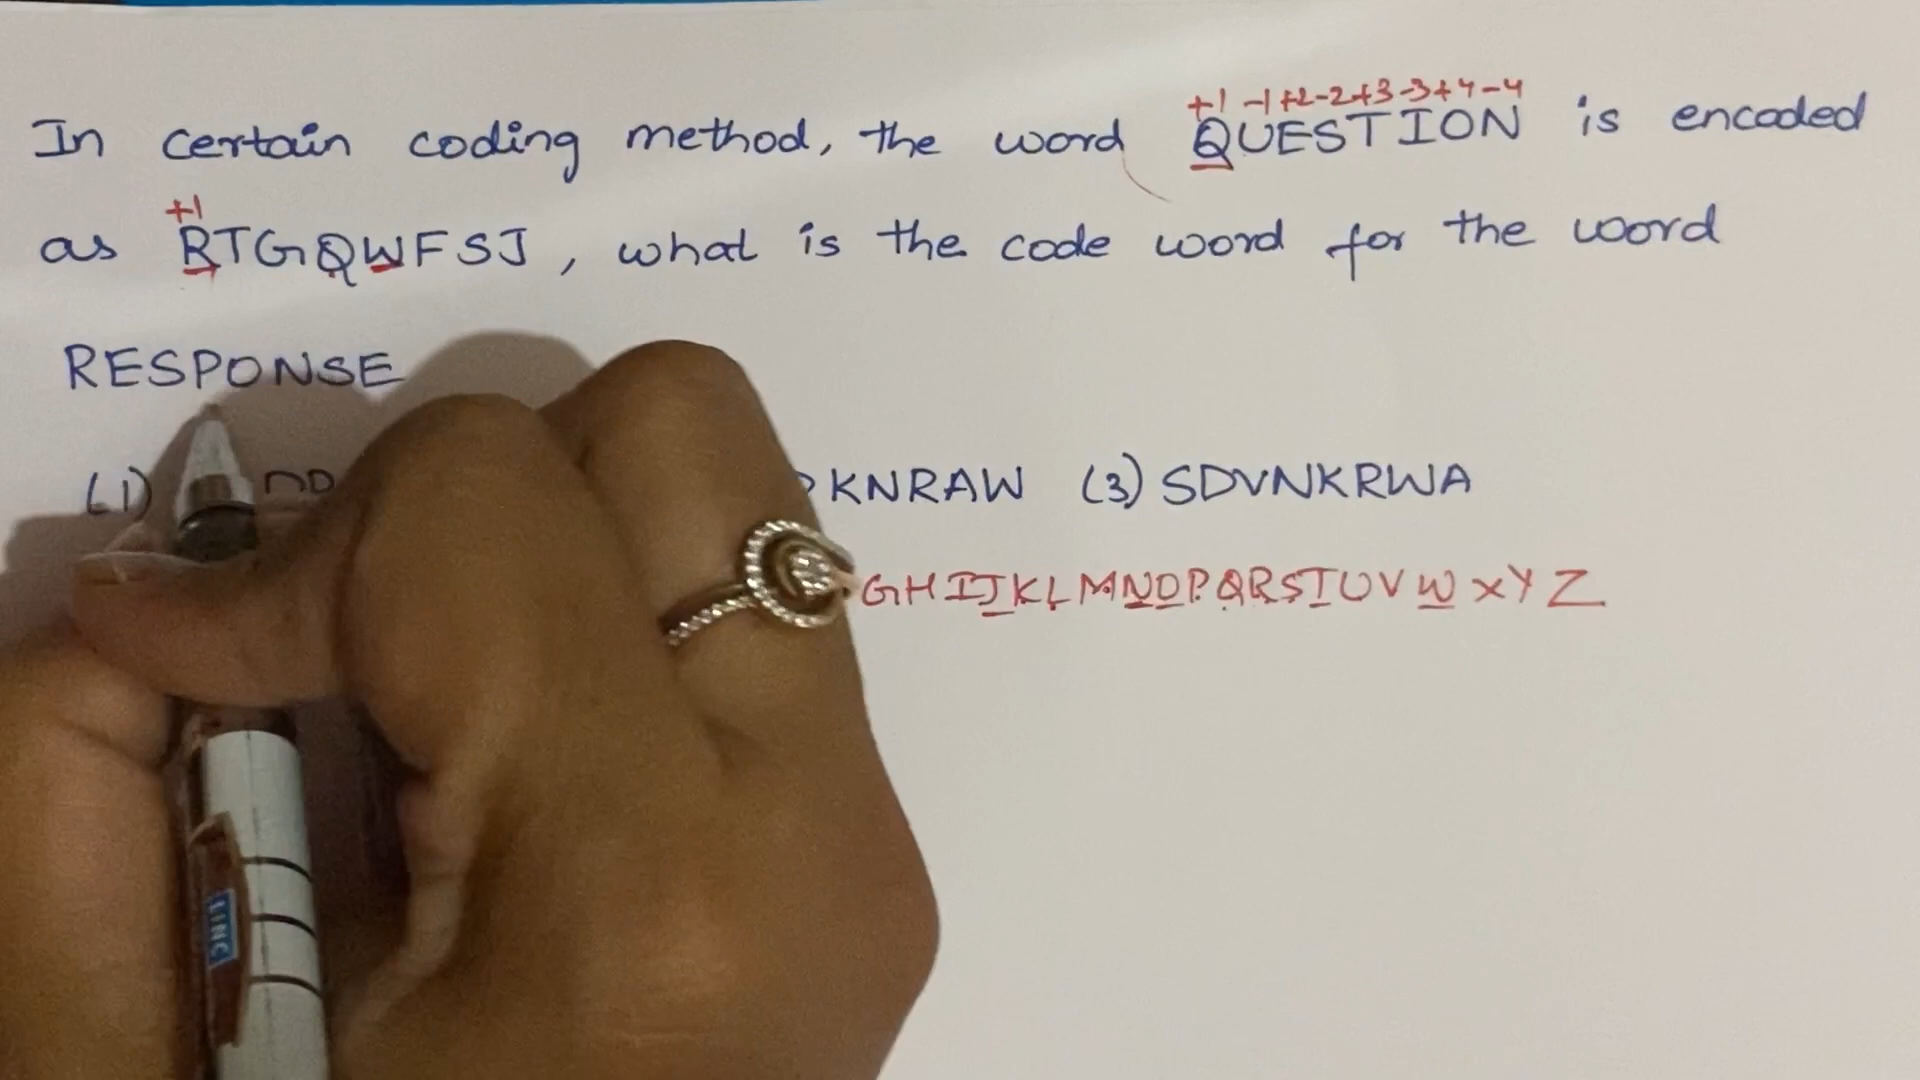 +1 -1 +2 -2 +3 -3 +4 -4
In certain coding method, the word QUESTION is encoded
+1
as RTGQWFSJ, what is the code word for the word
RESPONSE
(1) KNRAW (3) SDVNKRWA
GHIJKLMNOPQRSTUVWXYZ
LINC